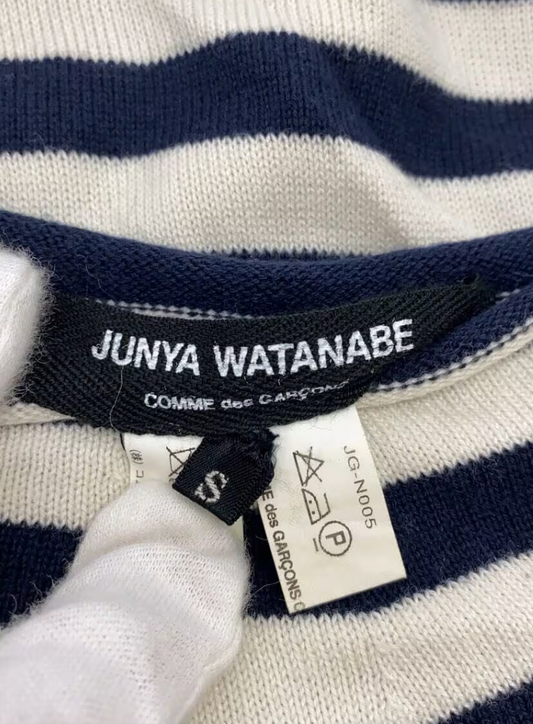 JUNYA WATANABE
COMME des GARÇONS
S
JG-N005
P
des GARÇONS